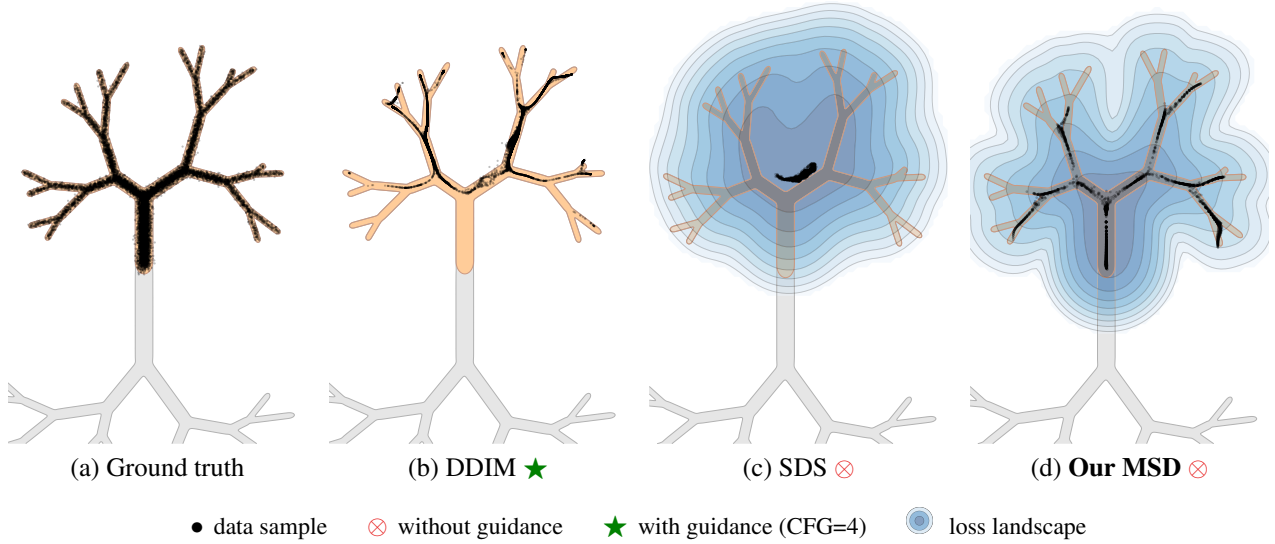 (a) Ground truth
(b) DDIM ★
(c) SDS ⊗
(d) Our MSD ⊗
● data sample ⊗ without guidance ★ with guidance (CFG=4) loss landscape